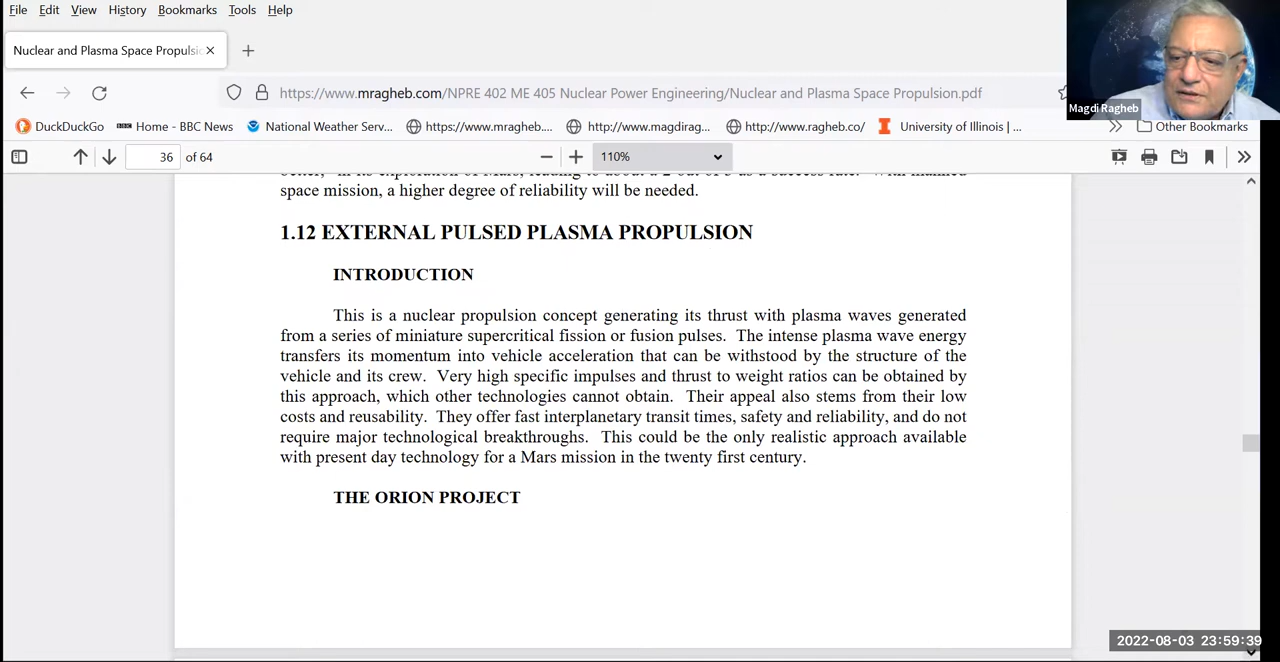 File Edit View History Bookmarks Tools Help
Nuclear and Plasma Space Propulsi
https://www.mragheb.com/NPRE 402 ME 405 Nuclear Power Engineering/Nuclear and Plasma Space Propulsion.pdf
Magdi Ragheb
DuckDuckGo BBC Home - BBC News National Weather Serv... https://www.mragheb.... http://www.magdirag... http://www.ragheb.co/ University of Illinois |... Other Bookmarks
36 of 64 110%
space mission, a higher degree of reliability will be needed.
1.12 EXTERNAL PULSED PLASMA PROPULSION
INTRODUCTION
This is a nuclear propulsion concept generating its thrust with plasma waves generated
from a series of miniature supercritical fission or fusion pulses. The intense plasma wave energy
transfers its momentum into vehicle acceleration that can be withstood by the structure of the
vehicle and its crew. Very high specific impulses and thrust to weight ratios can be obtained by
this approach, which other technologies cannot obtain. Their appeal also stems from their low
costs and reusability. They offer fast interplanetary transit times, safety and reliability, and do not
require major technological breakthroughs. This could be the only realistic approach available
with present day technology for a Mars mission in the twenty first century.
THE ORION PROJECT
2022-08-03 23:59:39